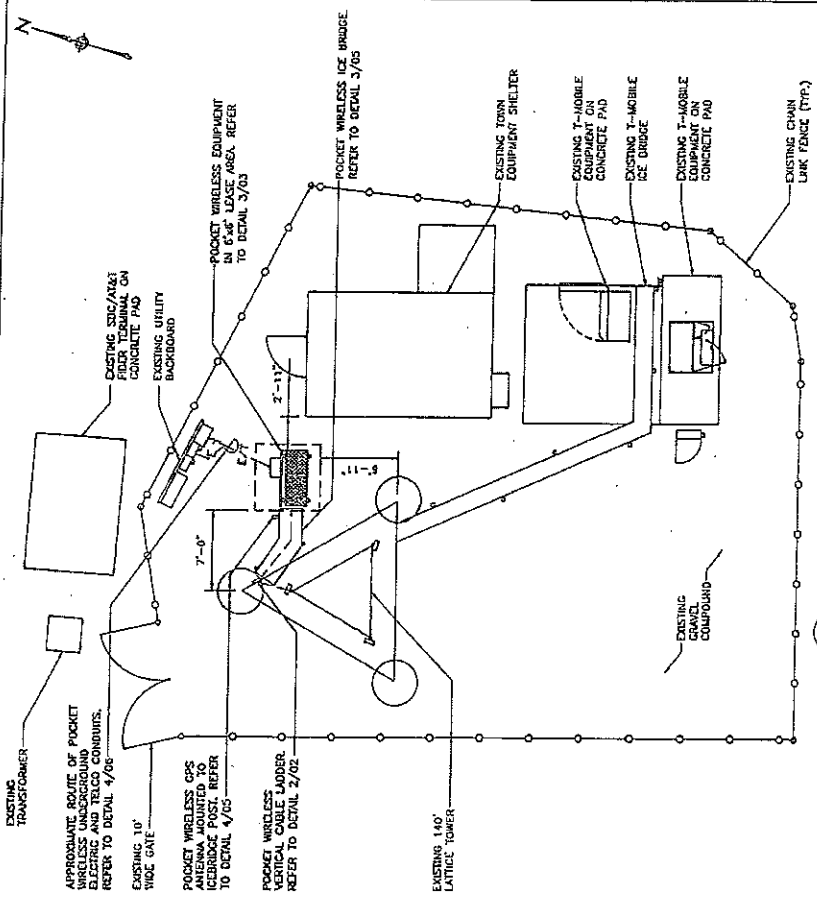 N
EXISTING
TRANSFORMER
APPROXIMATE ROUTE OF POCKET
WIRELESS UNDERGROUND
ELECTRIC AND TELCO CONDUITS.
REFER TO DETAIL 4/06
EXISTING 10'
WIDE GATE
POCKET WIRELESS GPS
ANTENNA MOUNTED TO
ICEBRIDGE POST. REFER
TO DETAIL 4/05
POCKET WIRELESS
VERTICAL CABLE LADDER.
REFER TO DETAIL 2/02
EXISTING 140'
LATTICE TOWER
EXISTING
FIBER TERMINAL ON
CONCRETE PAD
EXISTING UTILITY
BACKBOARD
POCKET WIRELESS EQUIPMENT
IN 6'x6' LEASE AREA. REFER
TO DETAIL 3/03
POCKET WIRELESS ICE BRIDGE.
REFER TO DETAIL 3/05
EXISTING TOWN
EQUIPMENT SHELTER
EXISTING T-MOBILE
EQUIPMENT ON
CONCRETE PAD
EXISTING T-MOBILE
ICE BRIDGE
EXISTING T-MOBILE
EQUIPMENT ON
CONCRETE PAD
EXISTING CHAIN
LINK FENCE (TYP.)
E/T
2'-11"
7'-0"
6'-11"
EXISTING
GRAVEL
COMPOUND